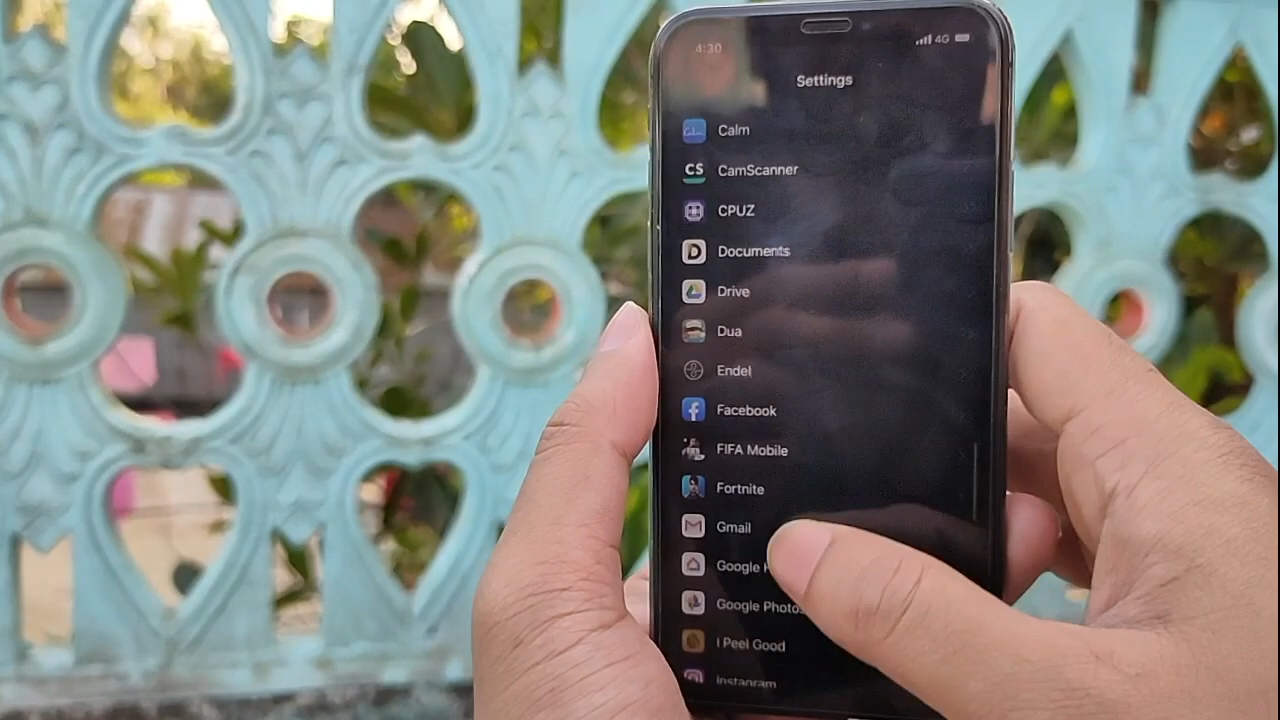 4:30
4G
Settings
Calm
CS
CamScanner
CPUZ
D
Documents
Drive
Dua
Endel
f
Facebook
FIFA Mobile
Fortnite
M
Gmail
Google
Google Photos
I Peel Good
Instagram